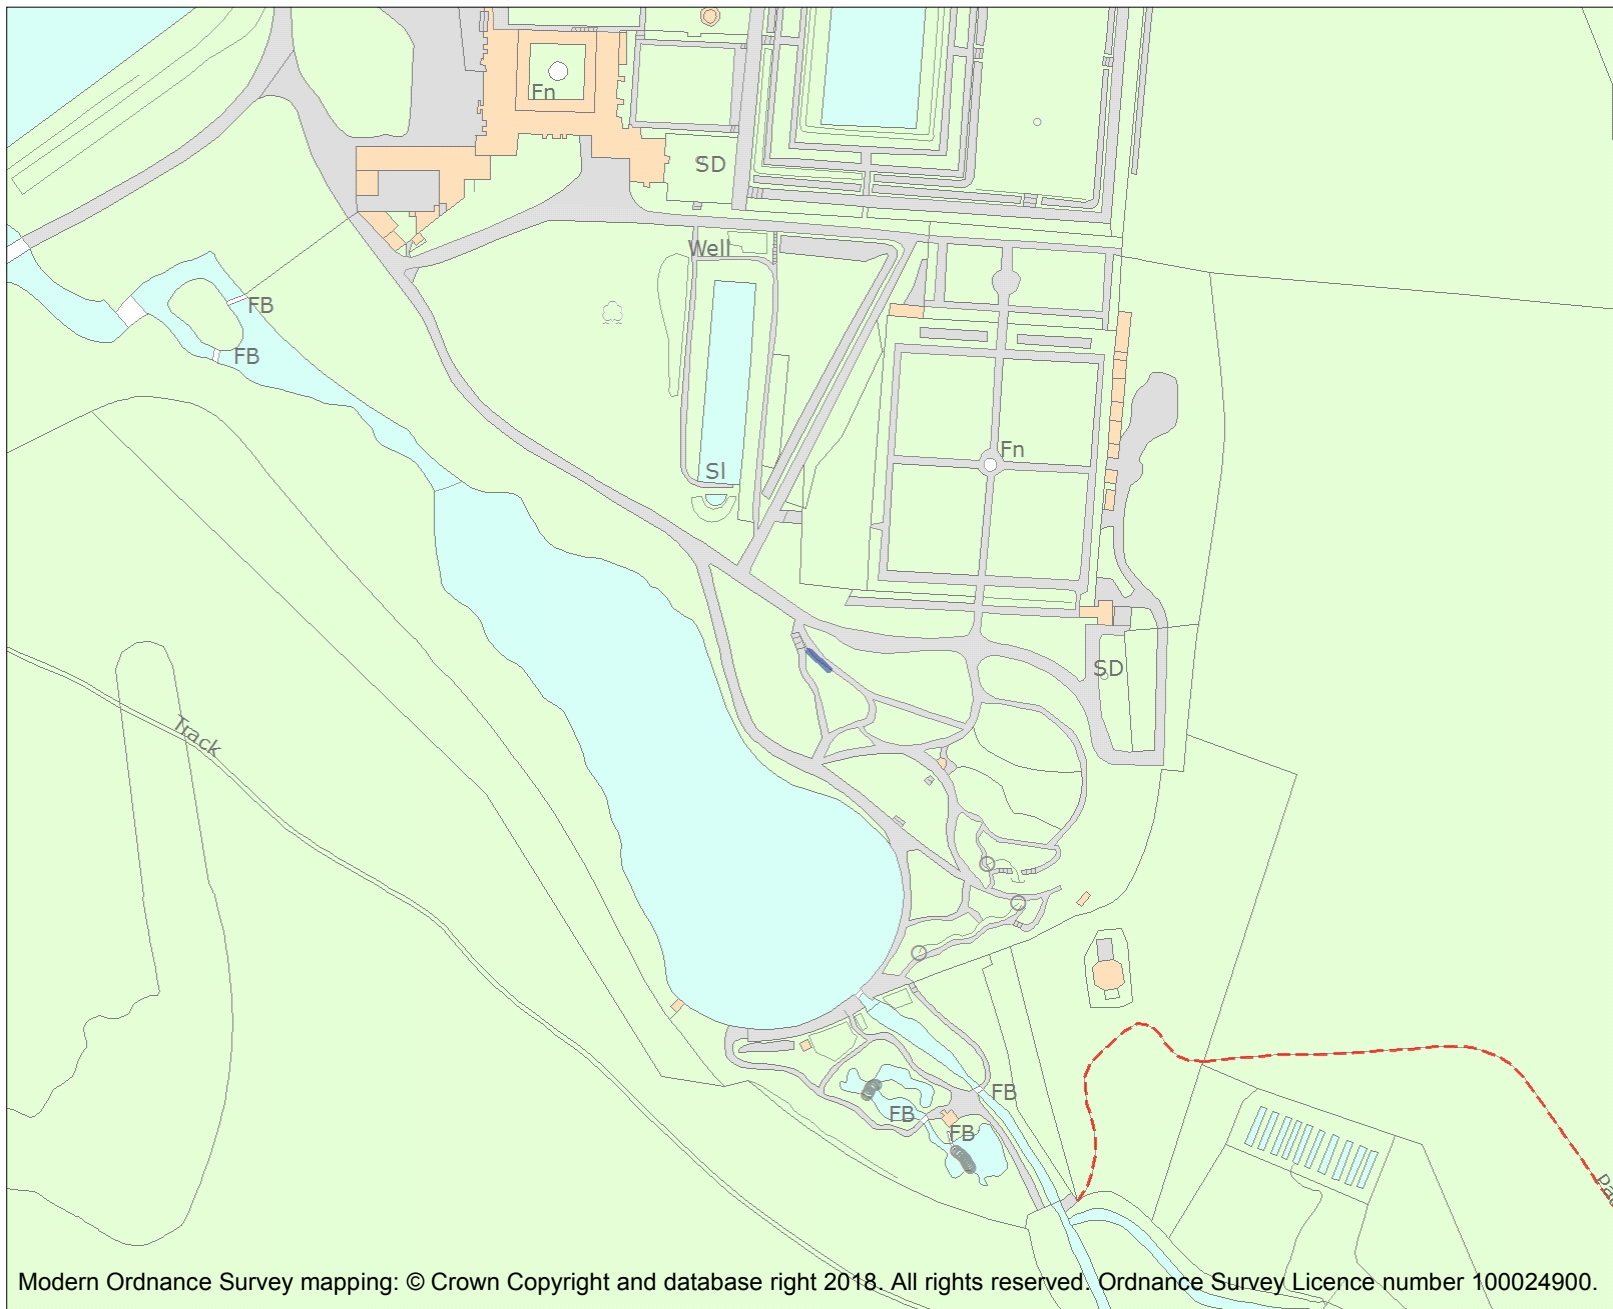 Fn
SD
Well
FB
FB
Fn
Sl
SD
Track
FB
FB
FB
Modern Ordnance Survey mapping: © Crown Copyright and database right 2018. All rights reserved. Ordnance Survey Licence number 100024900.